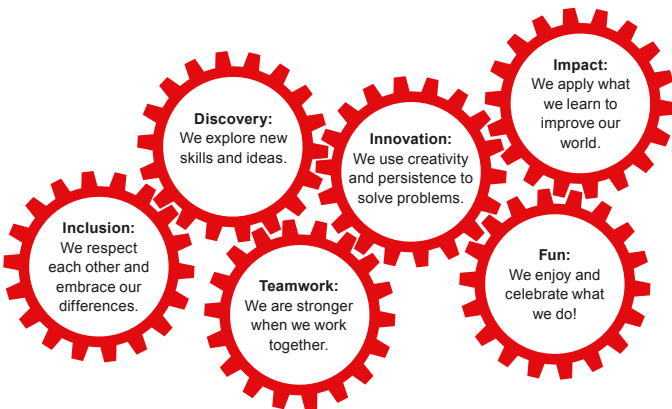 Impact:
We apply what
we learn to
improve our
world.
Discovery:
We explore new
skills and ideas.
Innovation:
We use creativity
and persistence to
solve problems.
Inclusion:
We respect
each other and
embrace our
differences.
Teamwork:
We are stronger
when we work
together.
Fun:
We enjoy and
celebrate what
we do!